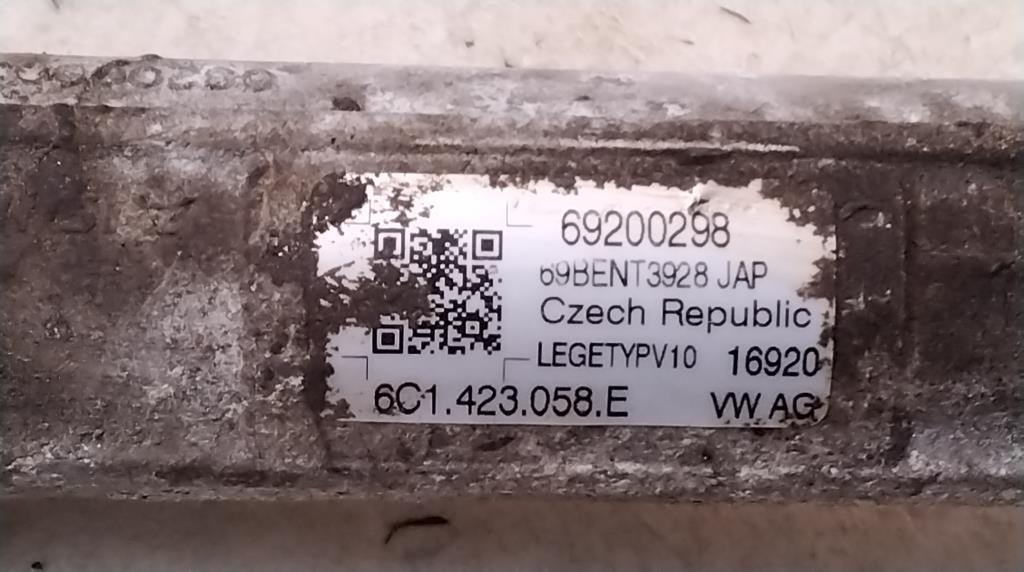 69200298
69BENT3928 JAP
Czech Republic
LEGETYPV10 16920
6C1.423.058.E VW AG